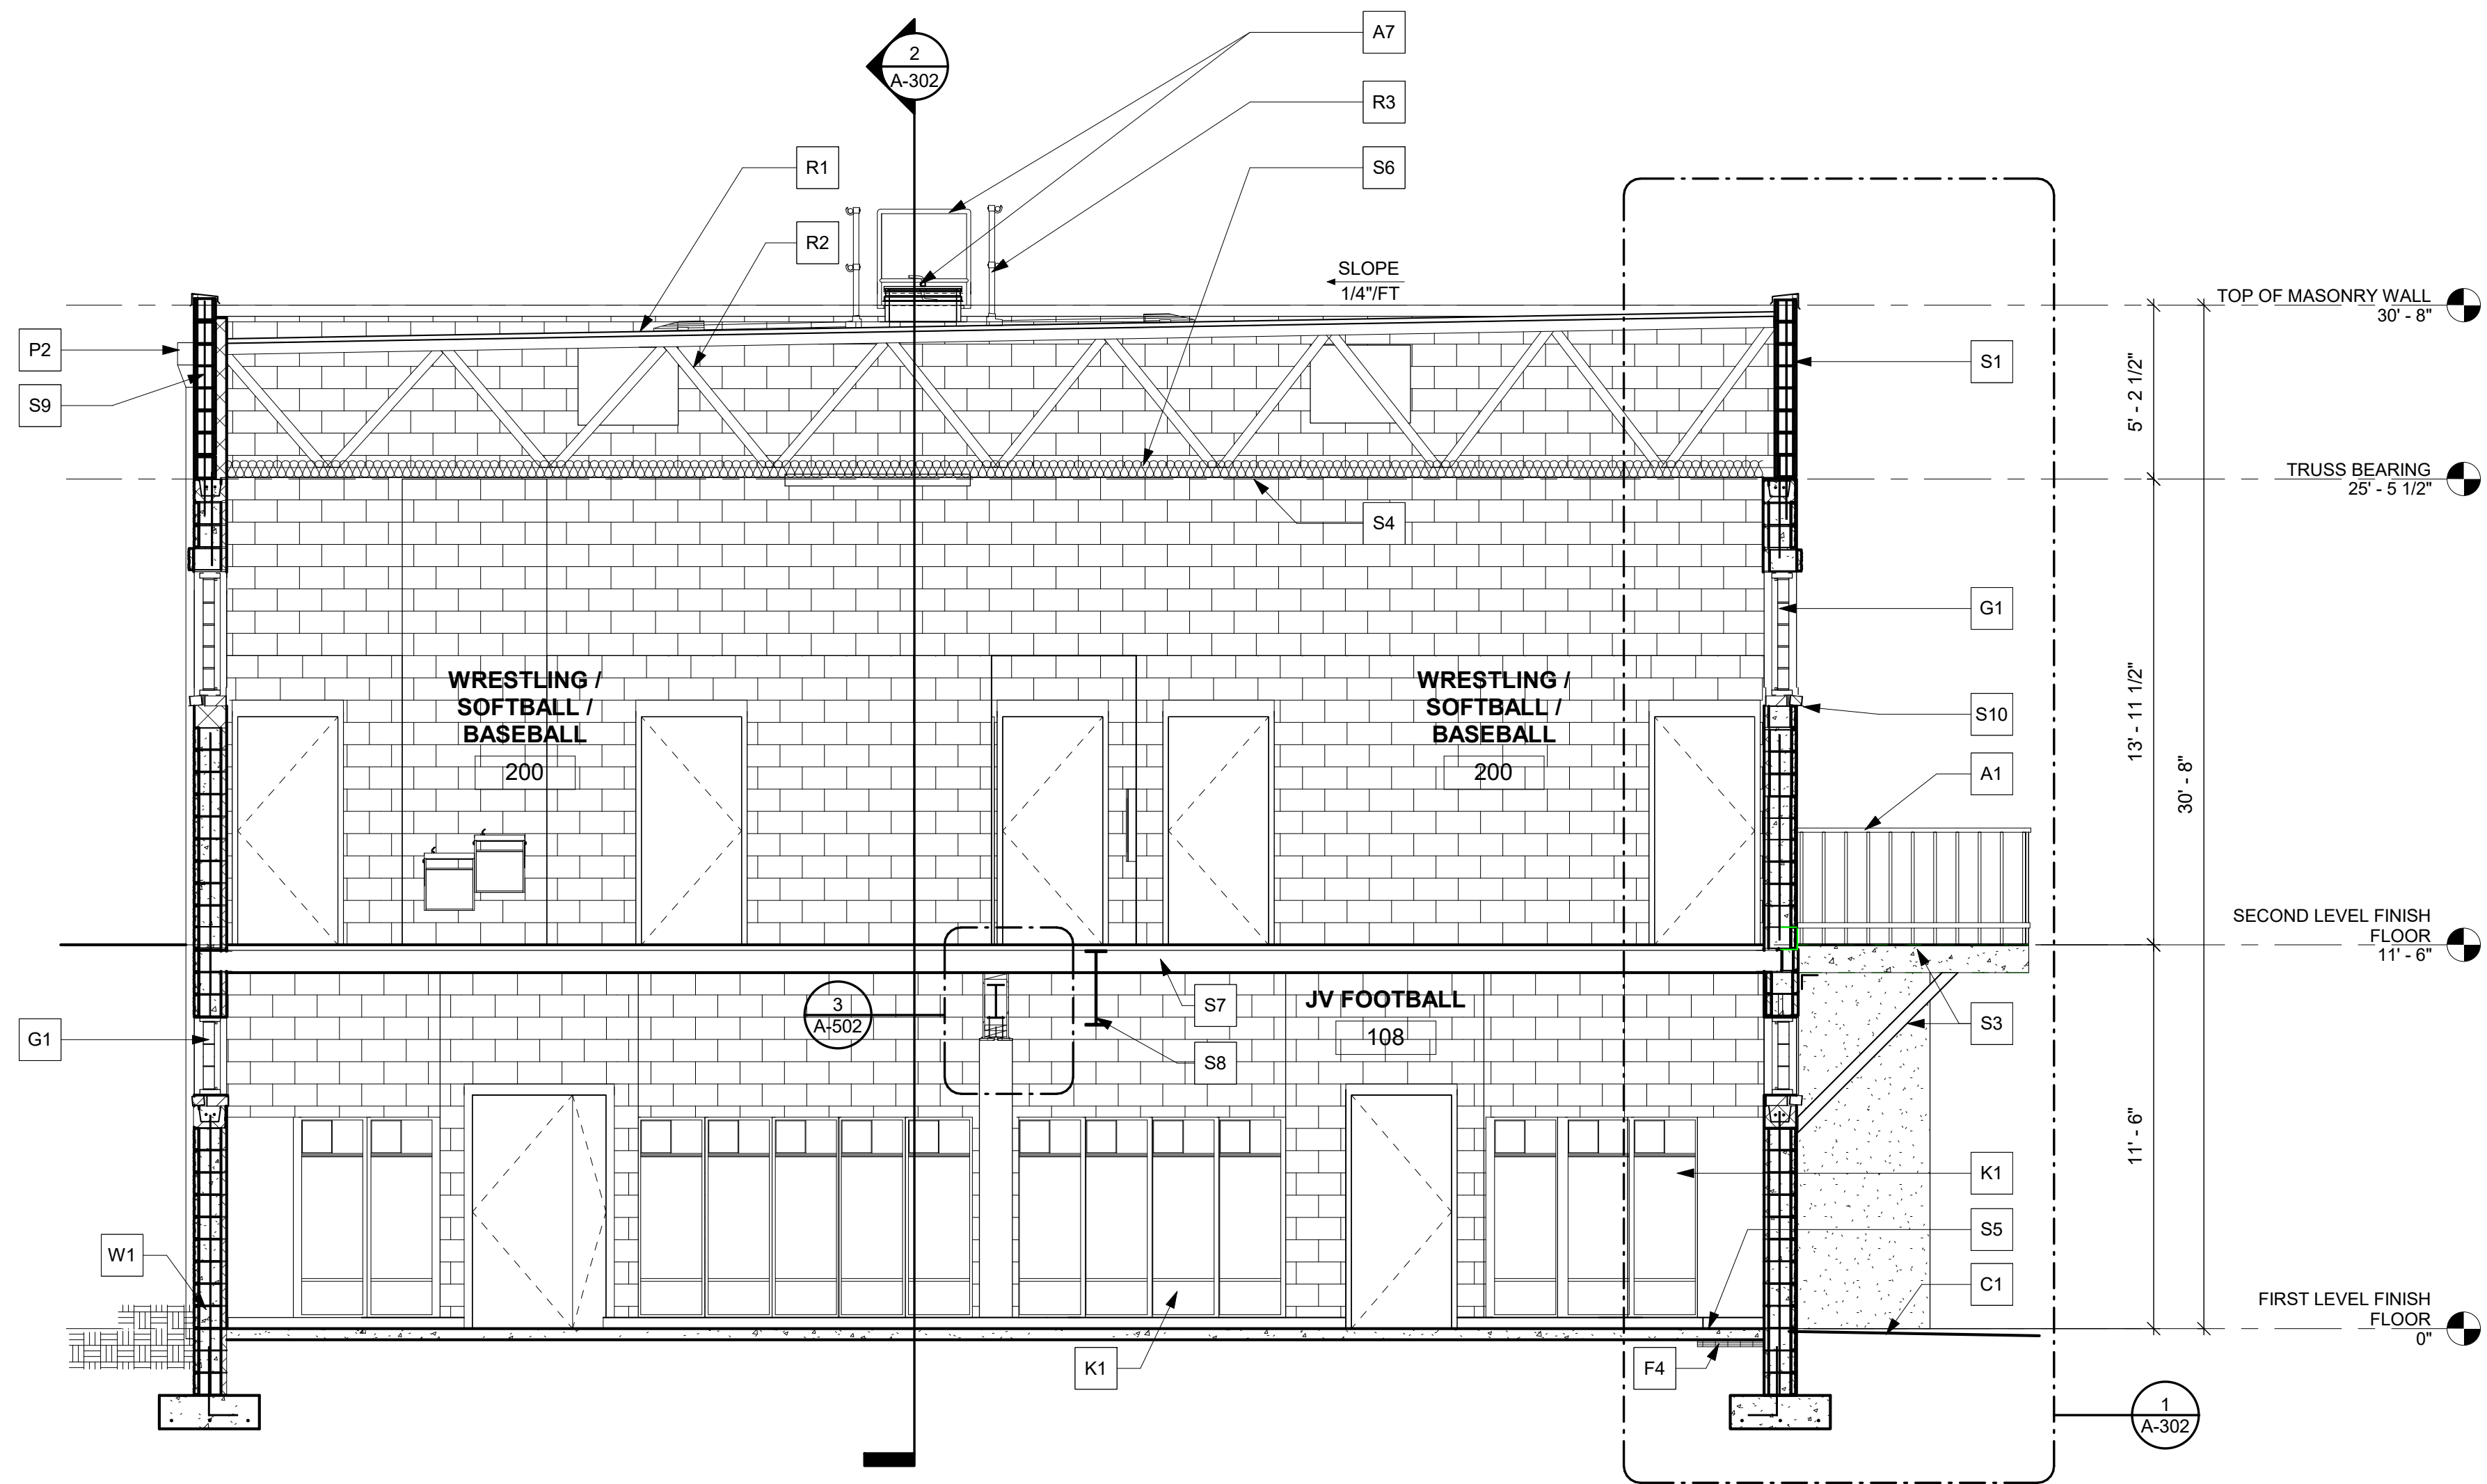 A7
2
A-302
R3
R1
S6
R2
SLOPE
1/4"/FT
TOP OF MASONRY WALL
30' - 8"
P2
S1
5' - 2 1/2"
S9
TRUSS BEARING
25' - 5 1/2"
S4
G1
WRESTLING /
SOFTBALL /
BASEBALL
200
WRESTLING /
SOFTBALL /
BASEBALL
200
S10
13' - 11 1/2"
A1
30' - 8"
SECOND LEVEL FINISH
FLOOR
11' - 6"
3
A-502
S7
JV FOOTBALL
108
S3
G1
S8
11' - 6"
K1
S5
W1
C1
FIRST LEVEL FINISH
FLOOR
0"
K1
F4
1
A-302